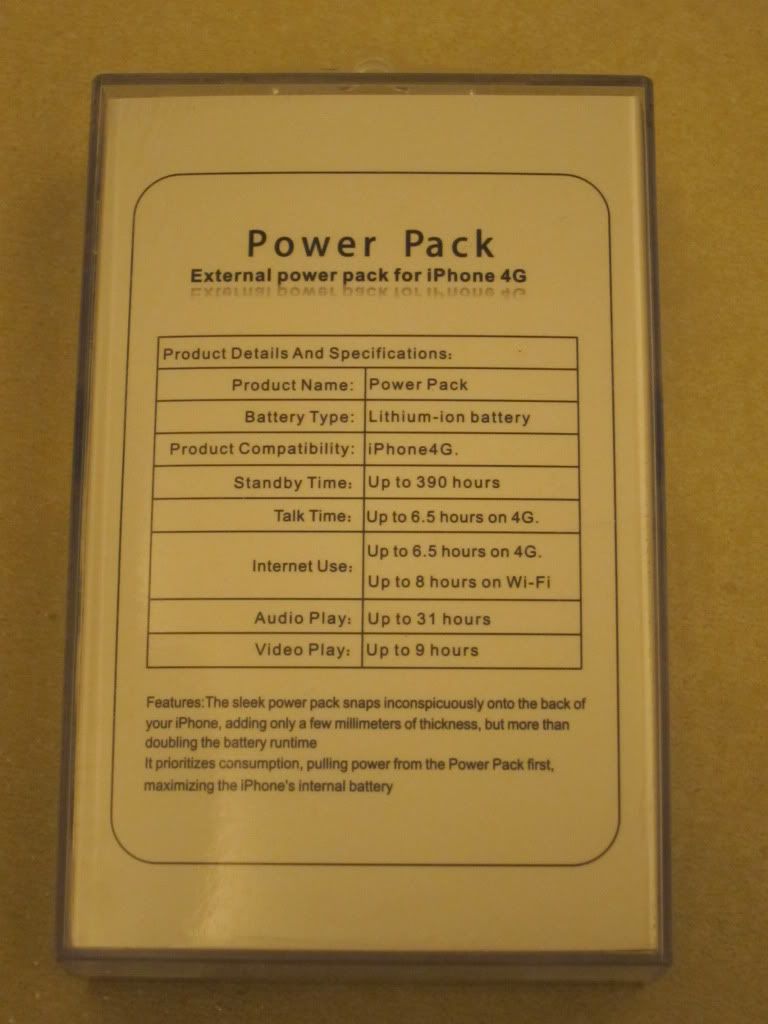 Power Pack
External power pack for iPhone 4G
Product Details And Specifications:
Product Name: Power Pack
Battery Type: Lithium-ion battery
Product Compatibility: iPhone4G.
Standby Time: Up to 390 hours
Talk Time: Up to 6.5 hours on 4G.
Internet Use: Up to 6.5 hours on 4G.
Up to 8 hours on Wi-Fi
Audio Play: Up to 31 hours
Video Play: Up to 9 hours
Features:The sleek power pack snaps inconspicuously onto the back of
your iPhone, adding only a few millimeters of thickness, but more than
doubling the battery runtime
It prioritizes consumption, pulling power from the Power Pack first,
maximizing the iPhone's internal battery